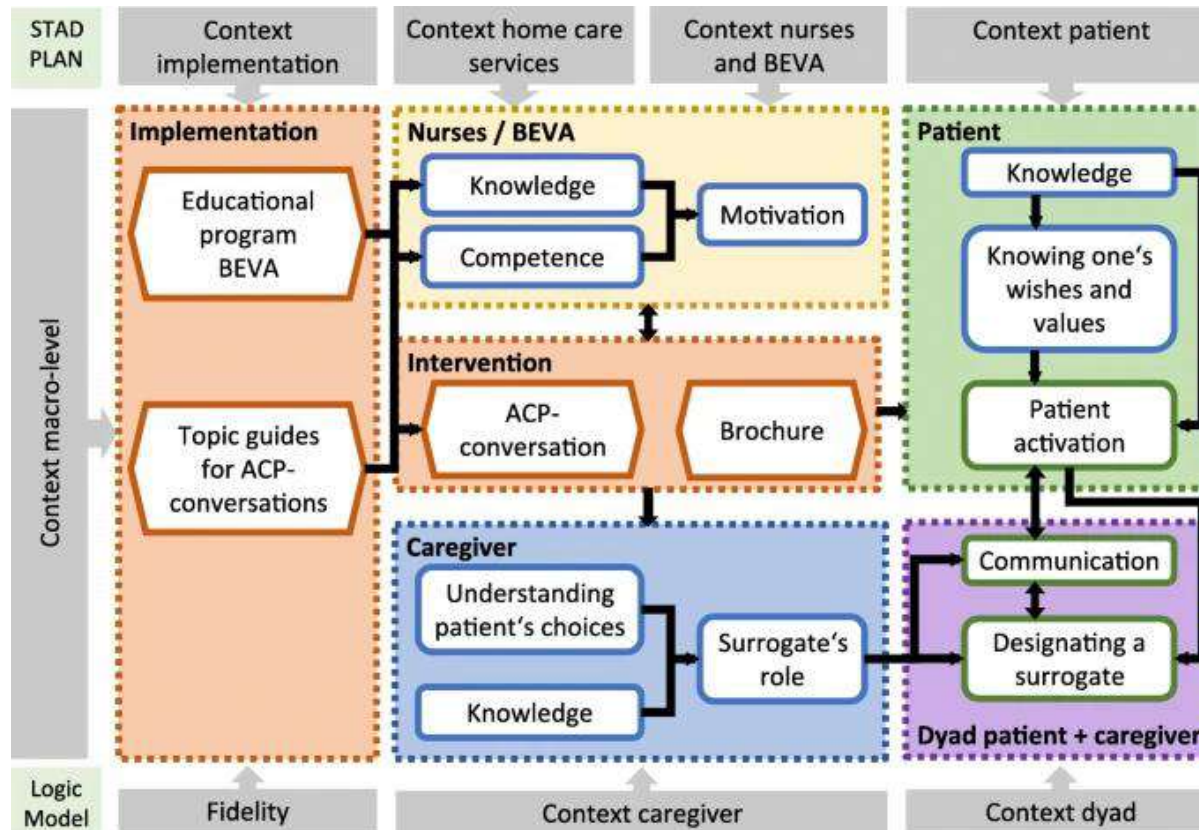 STAD
PLAN
Context
implementation
Context home care
services
Context nurses
and BEVA
Context patient
Context macro-level
Implementation
Educational
program
BEVA
Topic guides
for ACP-
conversations
Nurses / BEVA
Knowledge
Competence
Motivation
Intervention
ACP-
conversation
Brochure
Caregiver
Understanding
patient‘s choices
Knowledge
Surrogate‘s
role
Patient
Knowledge
Knowing one‘s
wishes and
values
Patient
activation
Communication
Designating a
surrogate
Dyad patient + caregiver
Logic
Model
Fidelity
Context caregiver
Context dyad